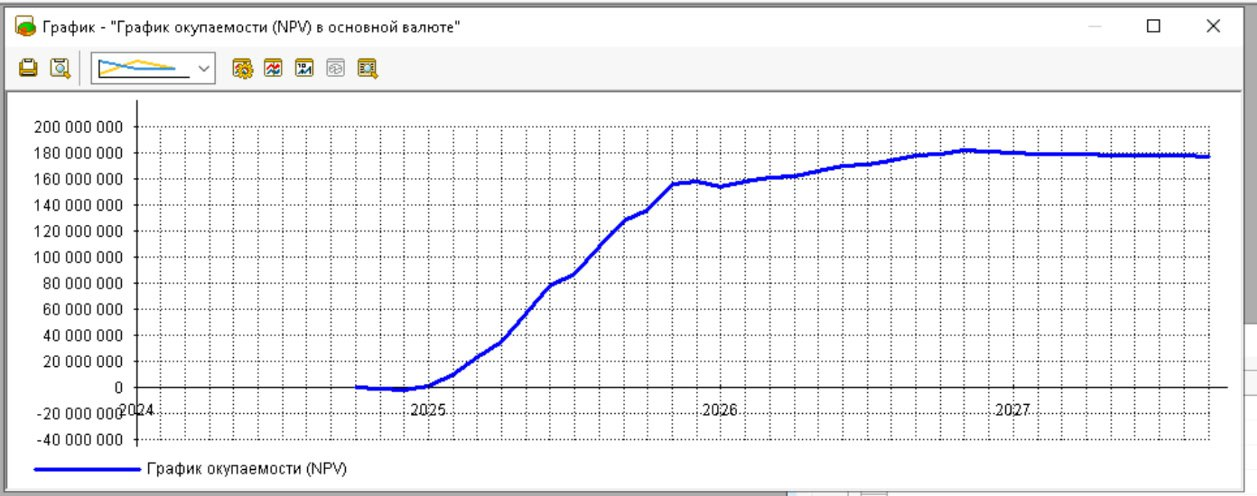 График - "График окупаемости (NPV) в основной валюте"
200 000 000
180 000 000
160 000 000
140 000 000
120 000 000
100 000 000
80 000 000
60 000 000
40 000 000
20 000 000
0
-20 000 000
2024 2025 2026 2027
-40 000 000
График окупаемости (NPV)